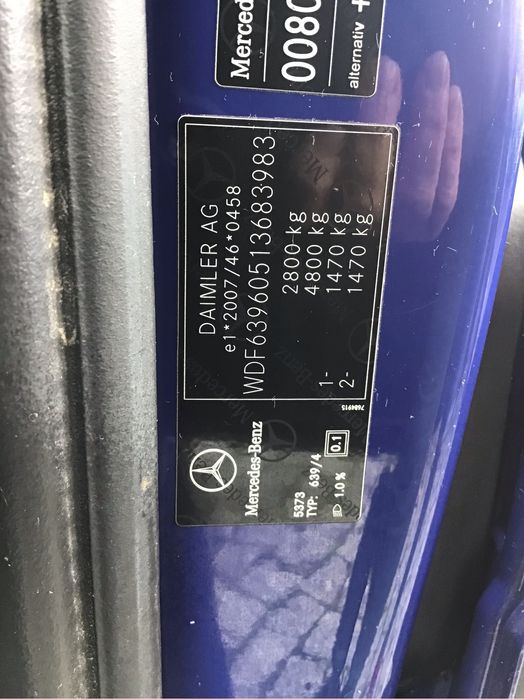 Merced
0080
alternativ +
DAIMLER AG
e1*2007/46*0458
WDF63960513683983
2800 kg
4800 kg
1- 1470 kg
2- 1470 kg
Mercedes-Benz
5373
TYP: 639/4
0.1
1.0 %
7684915